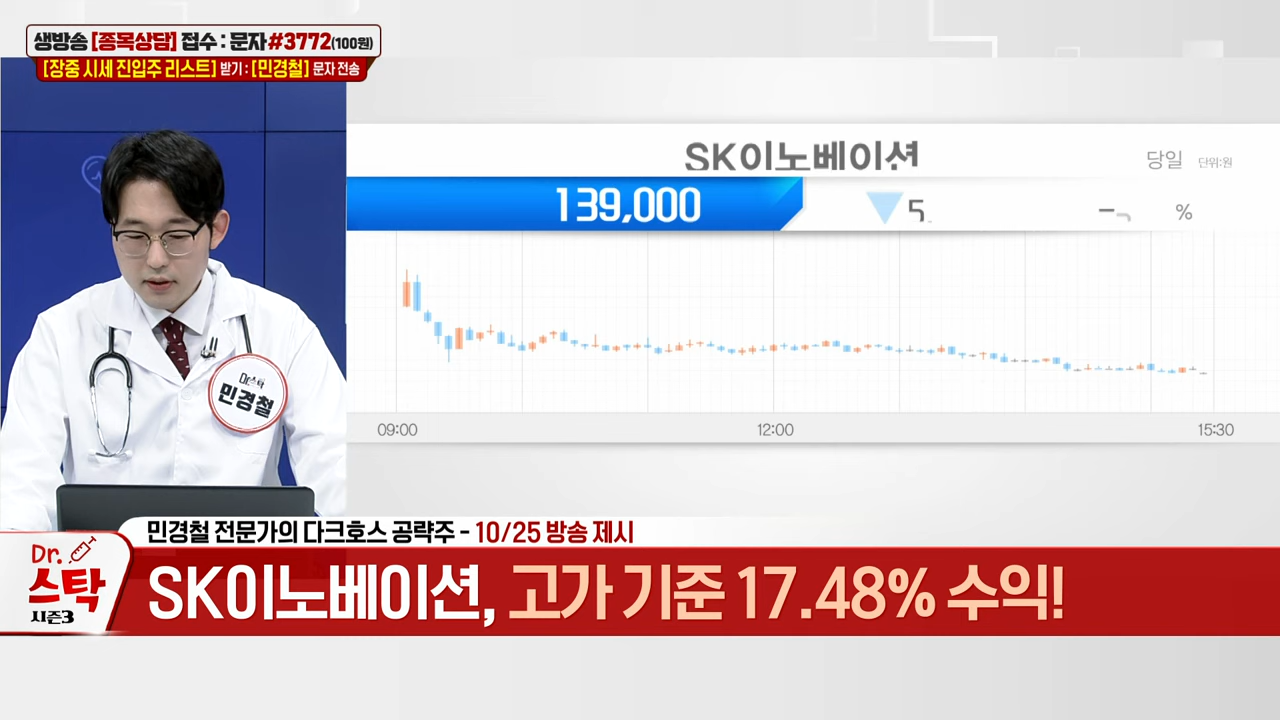 생방송 [종목상담] 접수 : 문자#3772(100원)
[장중 시세 진입주 리스트] 받기 : [민경철] 문자 전송
SK이노베이션
당일 단위:원
139,000
5
%
09:00 12:00 15:30
Dr.스탁
민경철
민경철 전문가의 다크호스 공략주 - 10/25 방송 제시
Dr.
스탁
시즌3
SK이노베이션, 고가 기준 17.48% 수익!